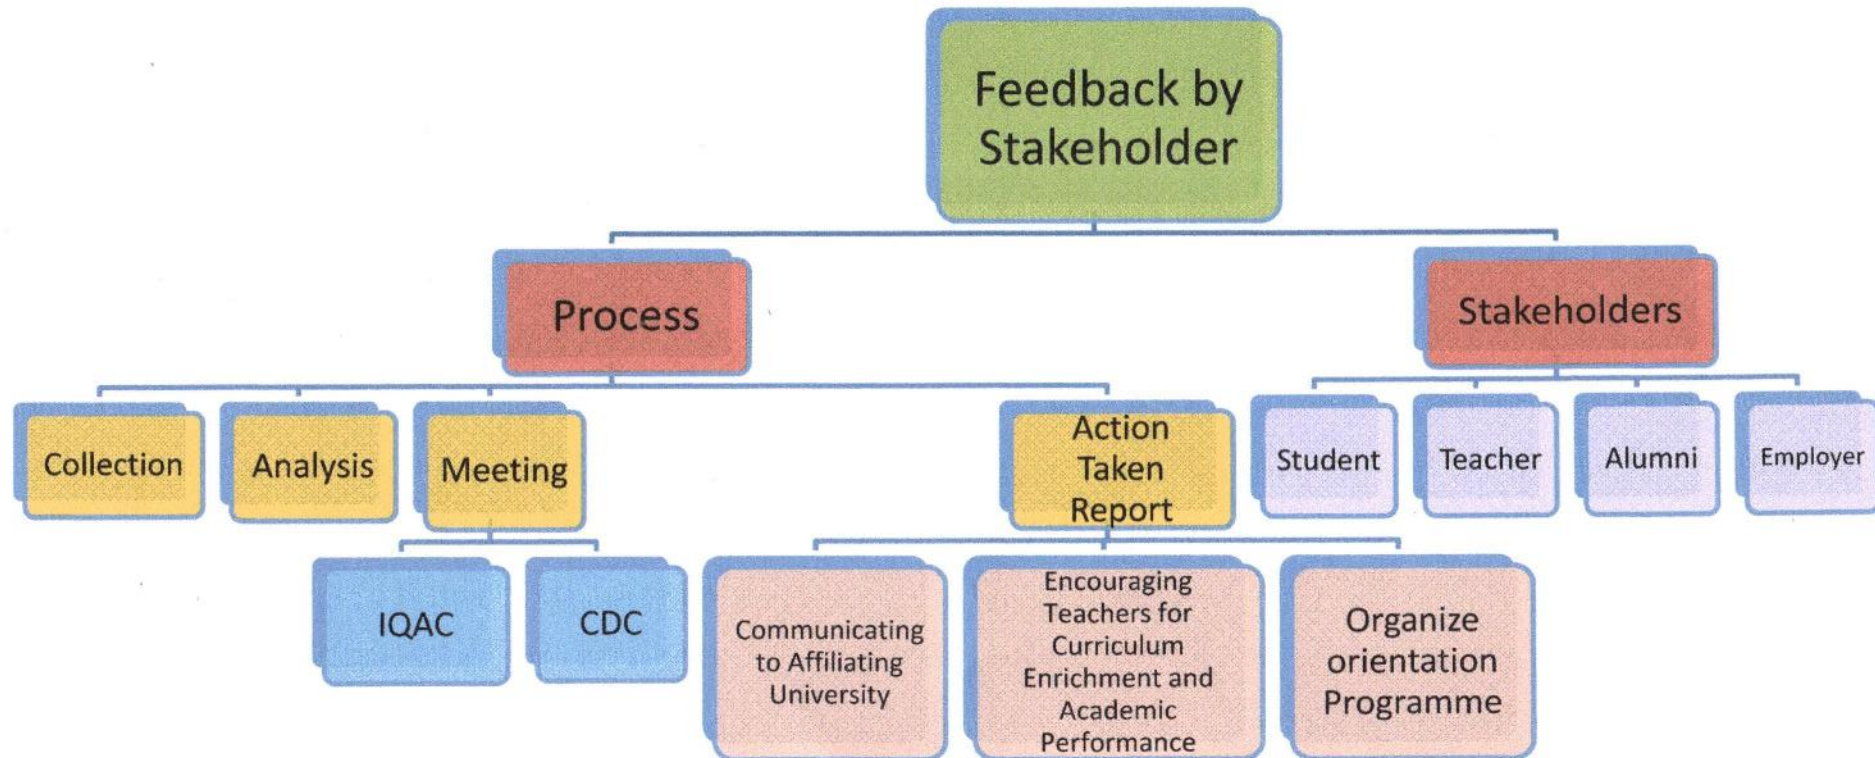 Feedback by
Stakeholder
Process
Stakeholders
Collection
Analysis
Meeting
Action
Taken
Report
Student
Teacher
Alumni
Employer
IQAC
CDC
Communicating
to Affiliating
University
Encouraging
Teachers for
Curriculum
Enrichment and
Academic
Performance
Organize
orientation
Programme